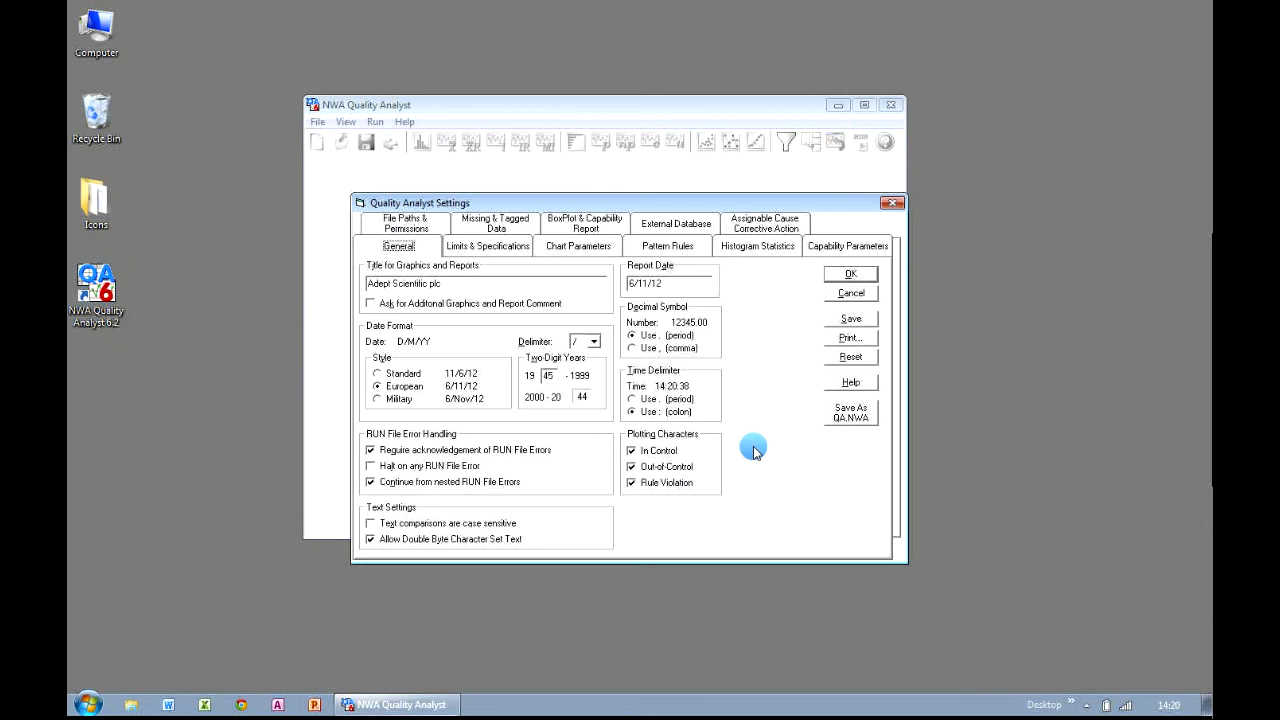 Computer
Recycle Bin
Icons
NWA Quality
Analyst 6.2
NWA Quality Analyst
File View Run Help
Quality Analyst Settings
File Paths &
Permissions
Missing & Tagged
Data
BoxPlot & Capability
Report
External Database
Assignable Cause
Corrective Action
General
Limits & Specifications
Chart Parameters
Pattern Rules
Histogram Statistics
Capability Parameters
Title for Graphics and Reports
Adept Scientific plc
Ask for Additonal Graphics and Report Comment
Date Format
Date: D/M/YY
Delimiter: /
Style
Standard 11/6/12
European 6/11/12
Military 6/Nov/12
Two-Digit Years
19 45 - 1999
2000 - 20 44
RUN File Error Handling
Require acknowledgement of RUN File Errors
Halt on any RUN File Error
Continue from nested RUN File Errors
Text Settings
Text comparisons are case sensitive
Allow Double Byte Character Set Text
Report Date
6/11/12
Decimal Symbol
Number: 12345.00
Use . (period)
Use , (comma)
Time Delimiter
Time: 14:20:38
Use . (period)
Use : (colon)
Plotting Characters
In Control
Out-of-Control
Rule Violation
OK
Cancel
Save
Print...
Reset
Help
Save As
QA.NWA
NWA Quality Analyst
Desktop
14:20